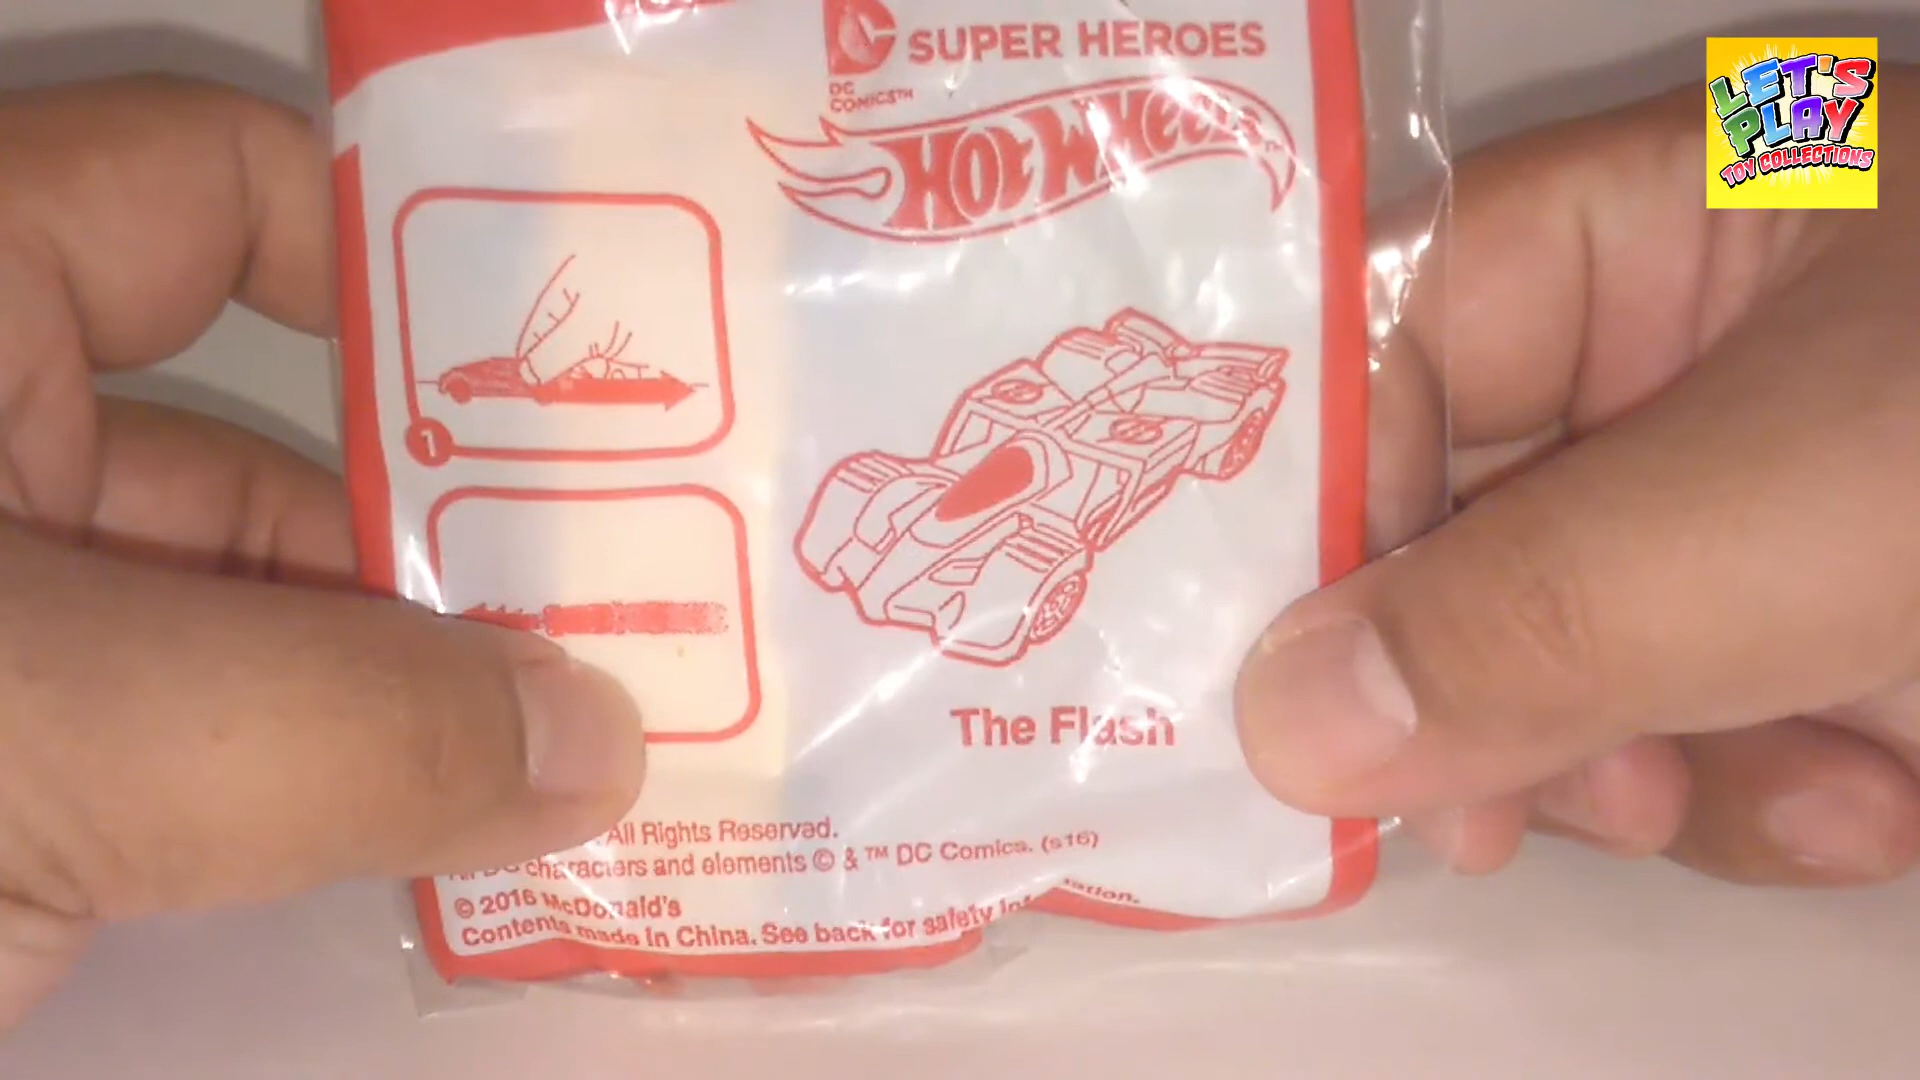 SUPER HEROES
DC
COMICS™
HOT WHEELS
1
The Flash
All Rights Reserved.
characters and elements © & ™ DC Comics. (s16)
© 2016 McDonald's
Contents made in China. See back for safety
LET'S
PLAY
TOY COLLECTIONS